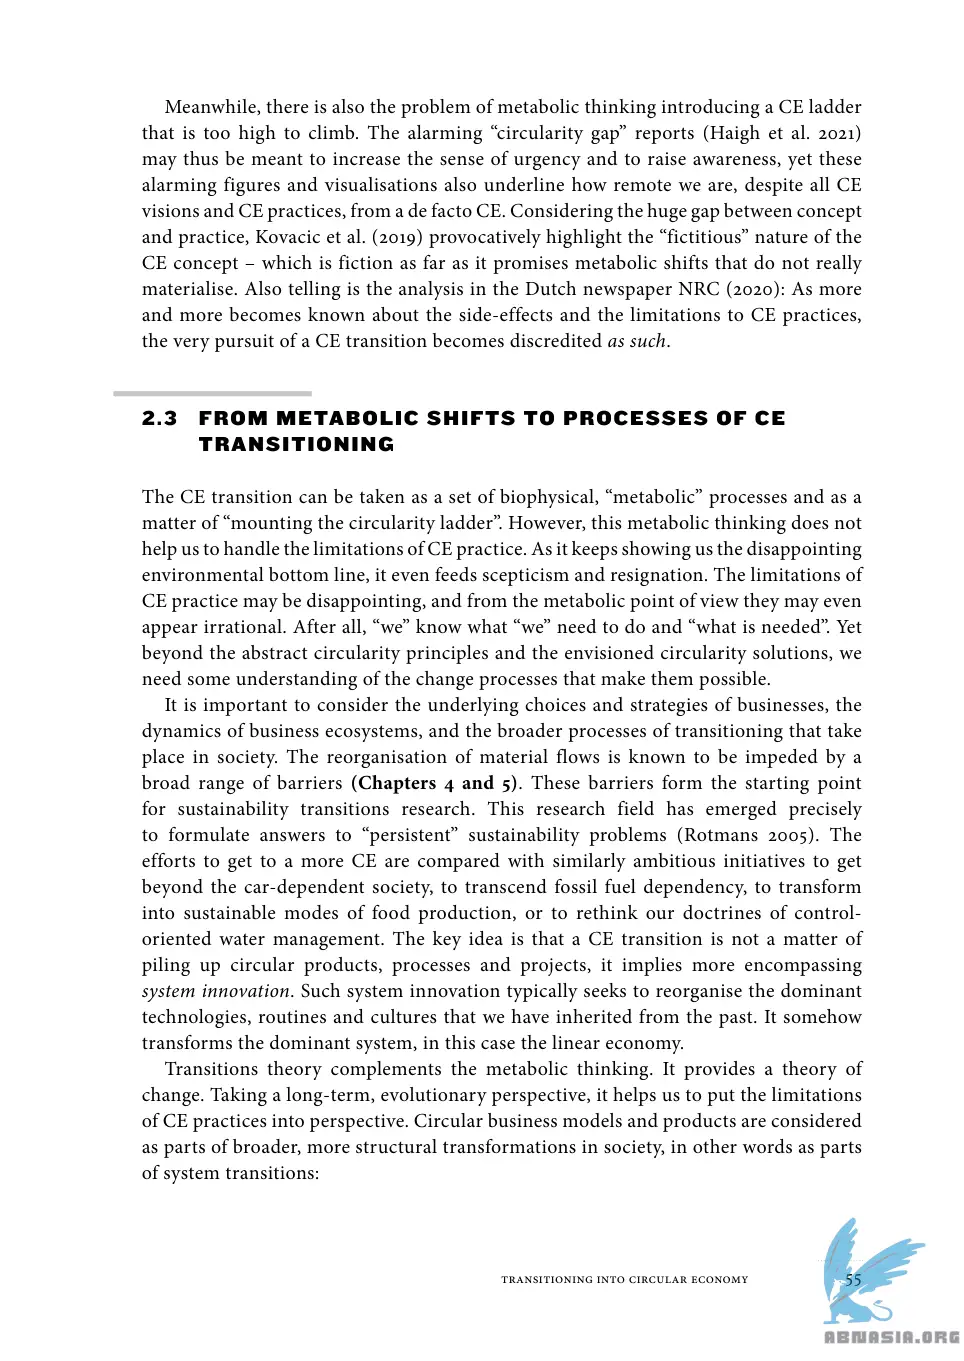 Meanwhile, there is also the problem of metabolic thinking introducing a CE ladder
that is too high to climb. The alarming “circularity gap” reports (Haigh et al. 2021)
may thus be meant to increase the sense of urgency and to raise awareness, yet these
alarming figures and visualisations also underline how remote we are, despite all CE
visions and CE practices, from a de facto CE. Considering the huge gap between concept
and practice, Kovacic et al. (2019) provocatively highlight the “fictitious” nature of the
CE concept – which is fiction as far as it promises metabolic shifts that do not really
materialise. Also telling is the analysis in the Dutch newspaper NRC (2020): As more
and more becomes known about the side-effects and the limitations to CE practices,
the very pursuit of a CE transition becomes discredited as such.
2.3 FROM METABOLIC SHIFTS TO PROCESSES OF CE
TRANSITIONING
The CE transition can be taken as a set of biophysical, “metabolic” processes and as a
matter of “mounting the circularity ladder”. However, this metabolic thinking does not
help us to handle the limitations of CE practice. As it keeps showing us the disappointing
environmental bottom line, it even feeds scepticism and resignation. The limitations of
CE practice may be disappointing, and from the metabolic point of view they may even
appear irrational. After all, “we” know what “we” need to do and “what is needed”. Yet
beyond the abstract circularity principles and the envisioned circularity solutions, we
need some understanding of the change processes that make them possible.
It is important to consider the underlying choices and strategies of businesses, the
dynamics of business ecosystems, and the broader processes of transitioning that take
place in society. The reorganisation of material flows is known to be impeded by a
broad range of barriers (Chapters 4 and 5). These barriers form the starting point
for sustainability transitions research. This research field has emerged precisely
to formulate answers to “persistent” sustainability problems (Rotmans 2005). The
efforts to get to a more CE are compared with similarly ambitious initiatives to get
beyond the car-dependent society, to transcend fossil fuel dependency, to transform
into sustainable modes of food production, or to rethink our doctrines of control-
oriented water management. The key idea is that a CE transition is not a matter of
piling up circular products, processes and projects, it implies more encompassing
system innovation. Such system innovation typically seeks to reorganise the dominant
technologies, routines and cultures that we have inherited from the past. It somehow
transforms the dominant system, in this case the linear economy.
Transitions theory complements the metabolic thinking. It provides a theory of
change. Taking a long-term, evolutionary perspective, it helps us to put the limitations
of CE practices into perspective. Circular business models and products are considered
as parts of broader, more structural transformations in society, in other words as parts
of system transitions:
TRANSITIONING INTO CIRCULAR ECONOMY 55
ABNASIA.ORG